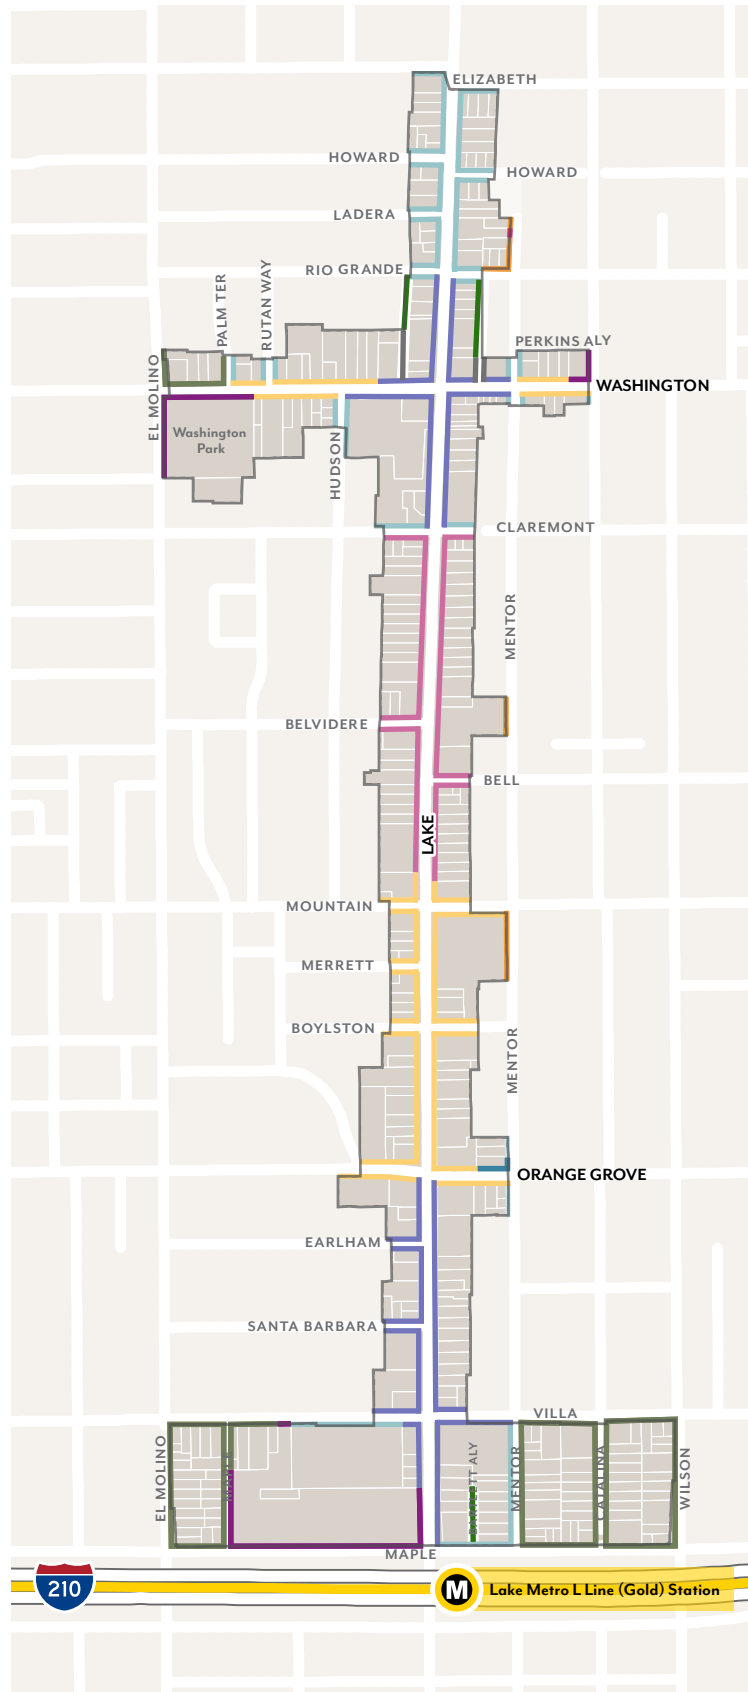 ELIZABETH
HOWARD
HOWARD
LADERA
RIO GRANDE
PALM TER
RUTAN WAY
PERKINS ALY
EL MOLINO
WASHINGTON
Washington
Park
HUDSON
CLAREMONT
MENTOR
BELVIDERE
BELL
LAKE
MOUNTAIN
MERRETT
BOYLSTON
MENTOR
ORANGE GROVE
EARLHAM
SANTA BARBARA
VILLA
EL MOLINO
MENTOR
CATALINA
WILSON
MAPLE
210
M
Lake Metro L Line (Gold) Station